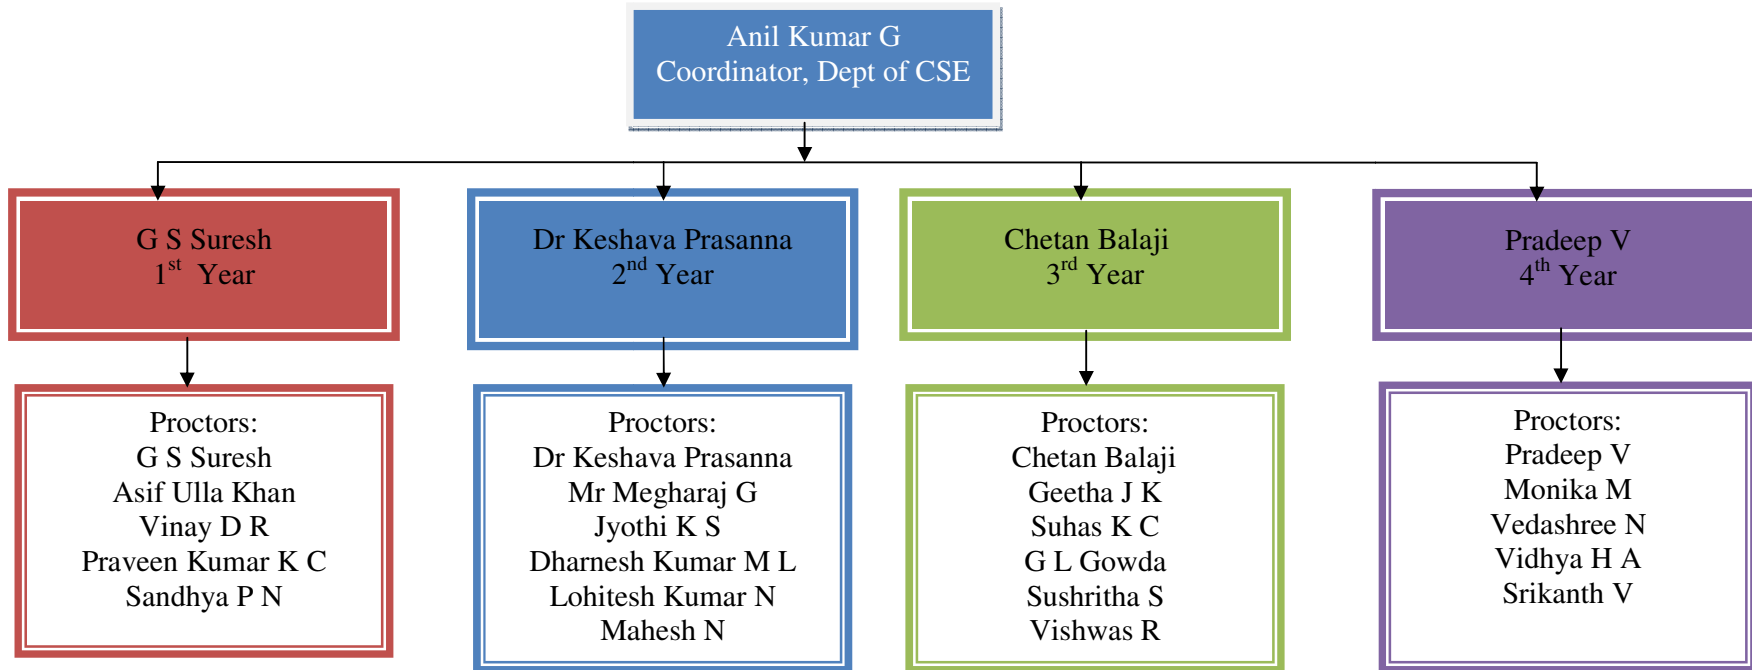 Anil Kumar G
Coordinator, Dept of CSE
G S Suresh
1st Year
Dr Keshava Prasanna
2nd Year
Chetan Balaji
3rd Year
Pradeep V
4th Year
Proctors:
G S Suresh
Asif Ulla Khan
Vinay D R
Praveen Kumar K C
Sandhya P N
Proctors:
Dr Keshava Prasanna
Mr Megharaj G
Jyothi K S
Dharnesh Kumar M L
Lohitesh Kumar N
Mahesh N
Proctors:
Chetan Balaji
Geetha J K
Suhas K C
G L Gowda
Sushritha S
Vishwas R
Proctors:
Pradeep V
Monika M
Vedashree N
Vidhya H A
Srikanth V